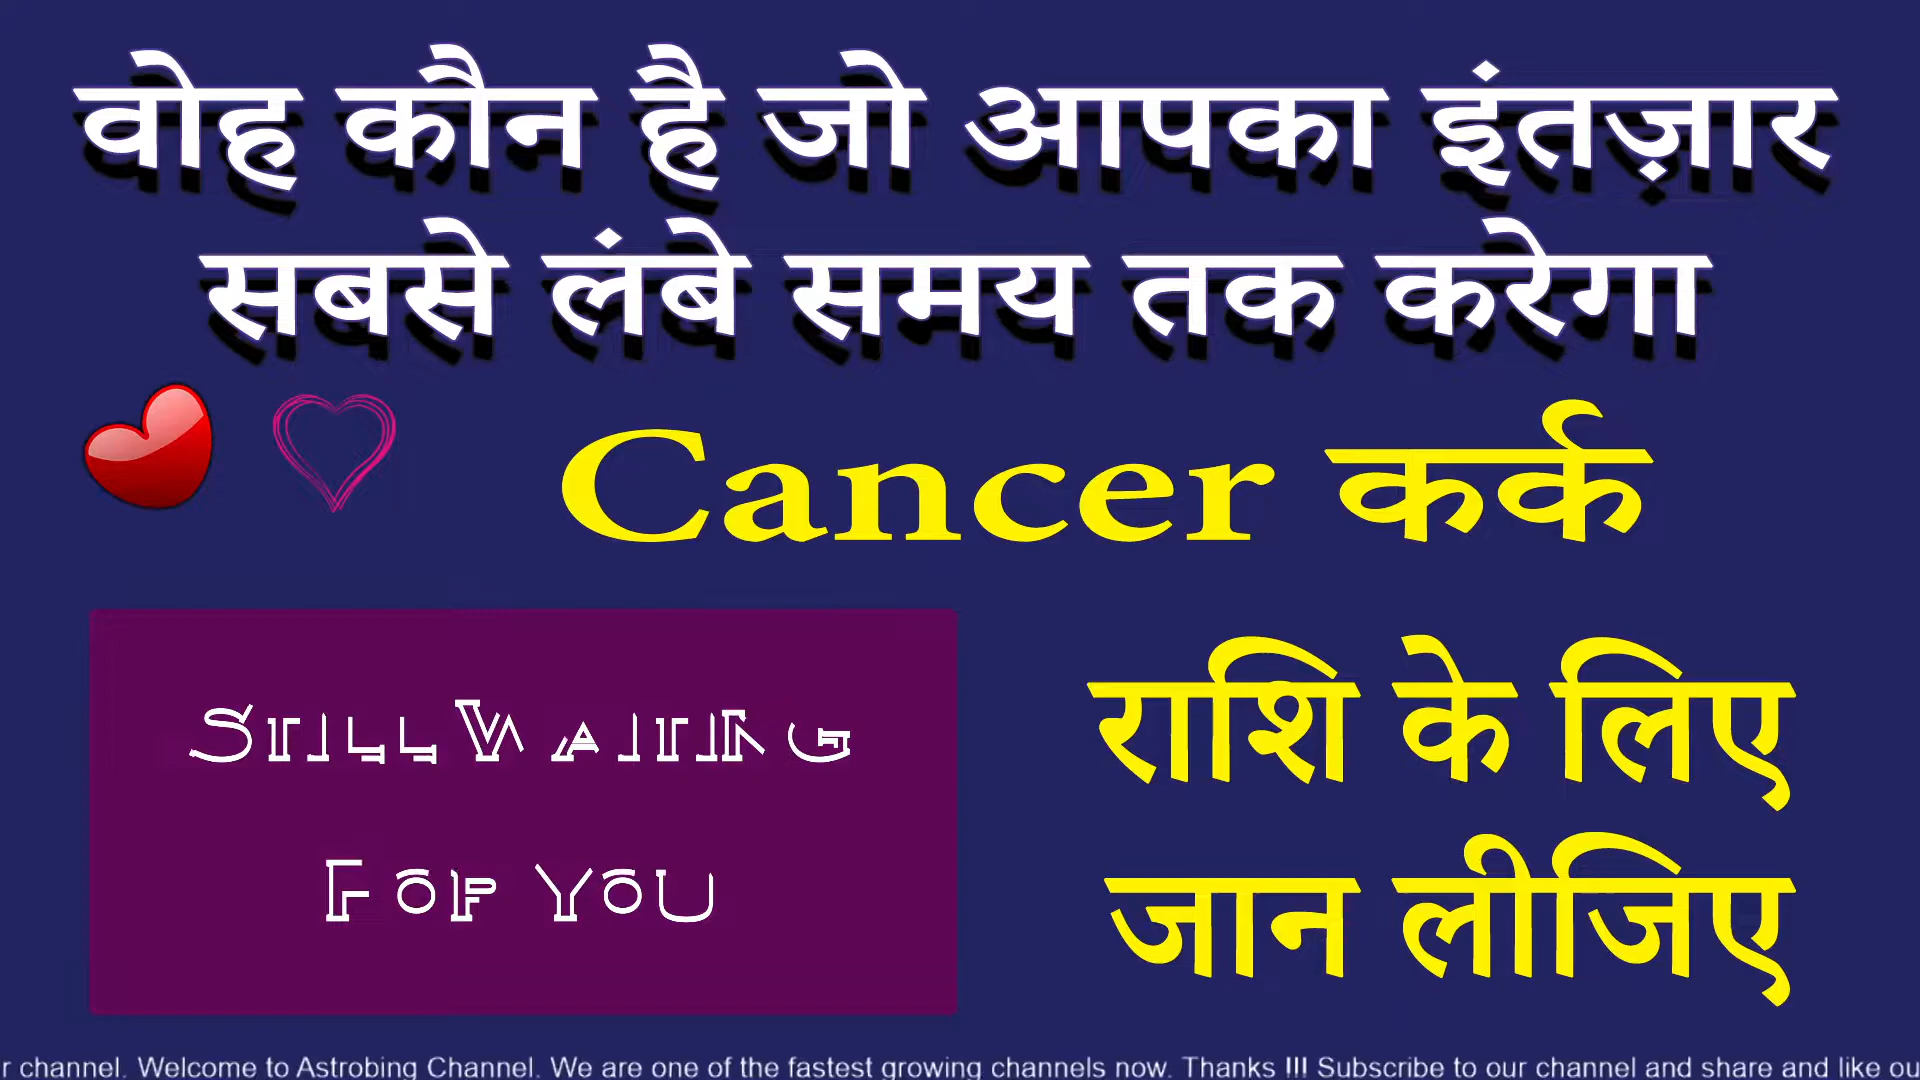 वोह कौन है जो आपका इंतज़ार
सबसे लंबे समय तक करेगा
Cancer कर्क
Still Waiting
For You
राशि के लिए
जान लीजिए
r channel. Welcome to Astrobing Channel. We are one of the fastest growing channels now. Thanks !!! Subscribe to our channel and share and like ou